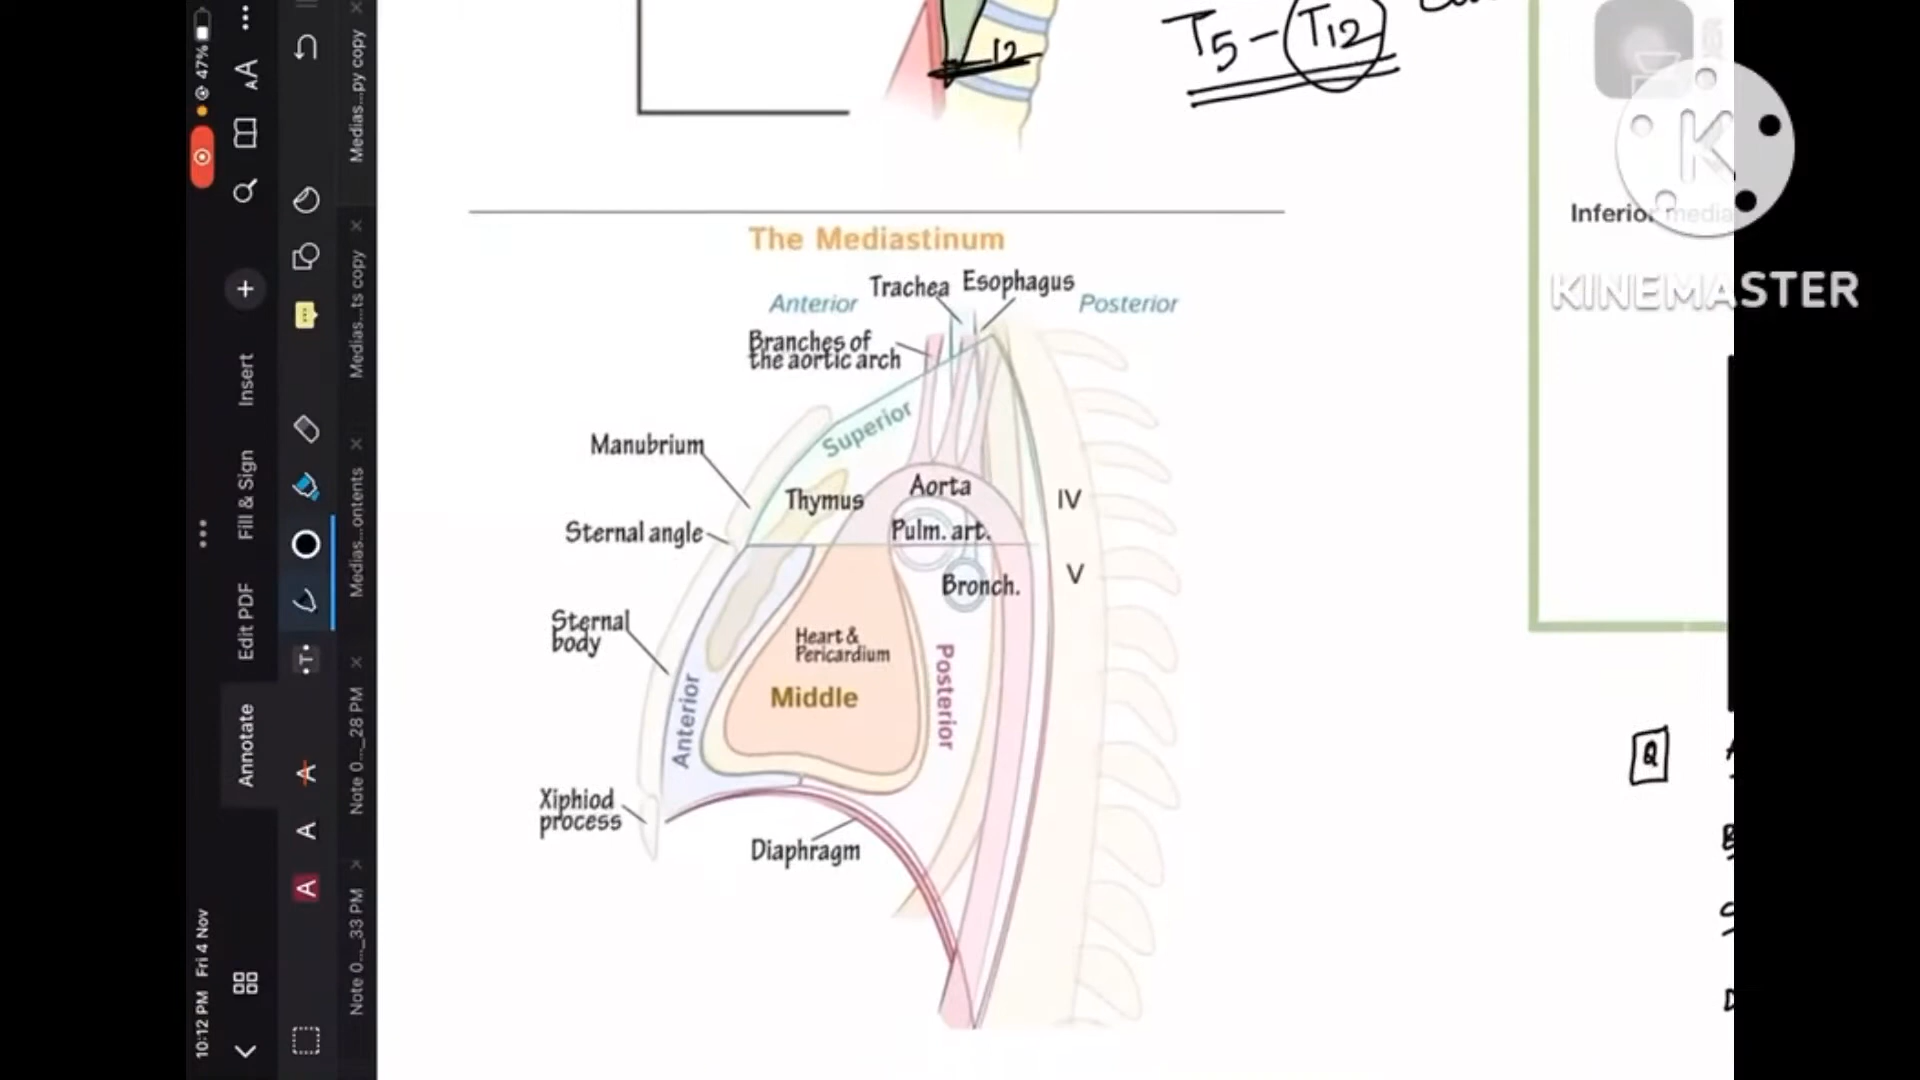 47%
10:12 PM Fri 4 Nov
AA
Insert
Fill & Sign
Edit PDF
Annotate
T
A
A
A
Medias...py copy
Medias...ts copy
Medias...ontents
Note 0..._28 PM
Note 0..._33 PM
12
T5-T12
K
KINEMASTER
Inferior media
The Mediastinum
Trachea
Esophagus
Anterior
Posterior
Branches of
the aortic arch
Superior
Manubrium
Thymus
Aorta
IV
Sternal angle
Pulm. art.
V
Bronch.
Sternal
body
Heart &
Pericardium
Middle
Posterior
Anterior
Xiphiod
process
Diaphragm
Q